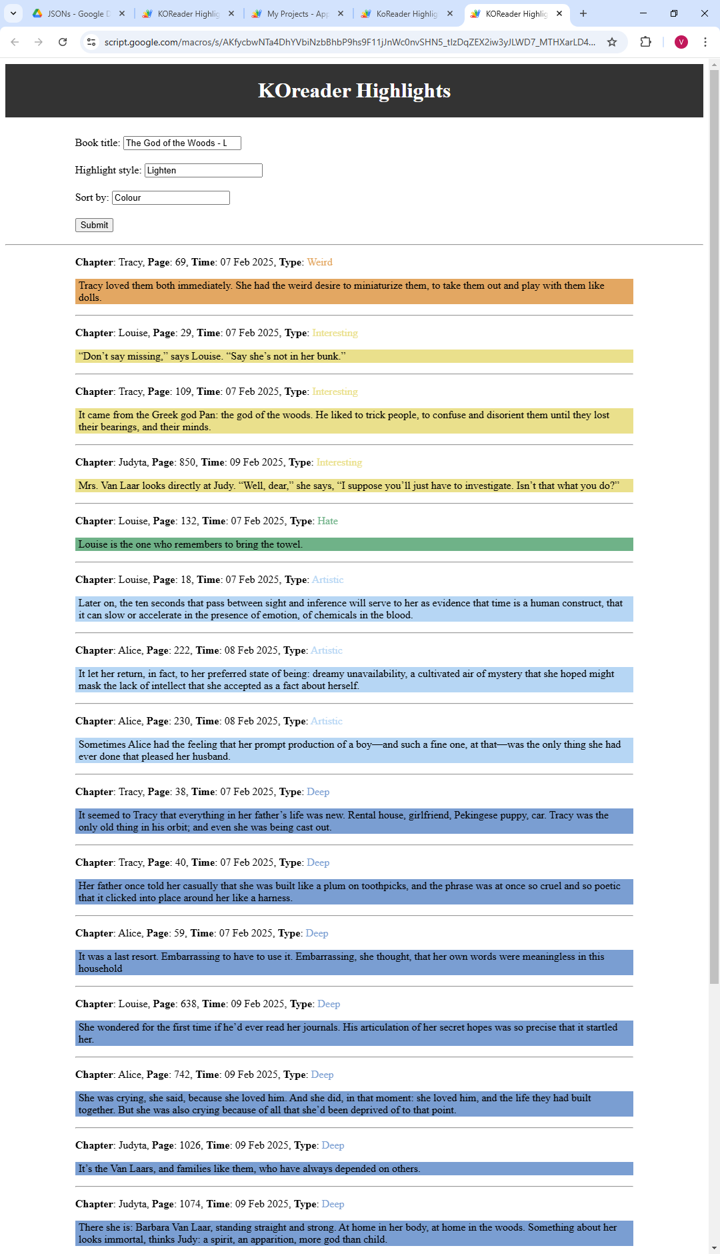 JSONs - Google D
KOReader Highlig
My Projects - App
KoReader Highlig
KOReader Highlig
KOreader Highlights
Book title: The God of the Woods - L
Highlight style: Lighten
Sort by: Colour
Submit
Chapter: Tracy, Page: 69, Time: 07 Feb 2025, Type: Weird
Tracy loved them both immediately. She had the weird desire to miniaturize them, to take them out and play with them like
dolls.
Chapter: Louise, Page: 29, Time: 07 Feb 2025, Type: Interesting
“Don’t say missing,” says Louise. “Say she’s not in her bunk.”
Chapter: Tracy, Page: 109, Time: 07 Feb 2025, Type: Interesting
It came from the Greek god Pan: the god of the woods. He liked to trick people, to confuse and disorient them until they lost
their bearings, and their minds.
Chapter: Judyta, Page: 850, Time: 09 Feb 2025, Type: Interesting
Mrs. Van Laar looks directly at Judy. “Well, dear,” she says, “I suppose you’ll just have to investigate. Isn’t that what you do?”
Chapter: Louise, Page: 132, Time: 07 Feb 2025, Type: Hate
Louise is the one who remembers to bring the towel.
Chapter: Louise, Page: 18, Time: 07 Feb 2025, Type: Artistic
Later on, the ten seconds that pass between sight and inference will serve to her as evidence that time is a human construct, that
it can slow or accelerate in the presence of emotion, of chemicals in the blood.
Chapter: Alice, Page: 222, Time: 08 Feb 2025, Type: Artistic
It let her return, in fact, to her preferred state of being: dreamy unavailability, a cultivated air of mystery that she hoped might
mask the lack of intellect that she accepted as a fact about herself.
Chapter: Alice, Page: 230, Time: 08 Feb 2025, Type: Artistic
Sometimes Alice had the feeling that her prompt production of a boy—and such a fine one, at that—was the only thing she had
ever done that pleased her husband.
Chapter: Tracy, Page: 38, Time: 07 Feb 2025, Type: Deep
It seemed to Tracy that everything in her father’s life was new. Rental house, girlfriend, Pekingese puppy, car. Tracy was the
only old thing in his orbit; and even she was being cast out.
Chapter: Tracy, Page: 40, Time: 07 Feb 2025, Type: Deep
Her father once told her casually that she was built like a plum on toothpicks, and the phrase was at once so cruel and so poetic
that it clicked into place around her like a harness.
Chapter: Alice, Page: 59, Time: 07 Feb 2025, Type: Deep
It was a last resort. Embarrassing to have to use it. Embarrassing, she thought, that her own words were meaningless in this
household
Chapter: Louise, Page: 638, Time: 09 Feb 2025, Type: Deep
She wondered for the first time if he’d ever read her journals. His articulation of her secret hopes was so precise that it startled
her.
Chapter: Alice, Page: 742, Time: 09 Feb 2025, Type: Deep
She was crying, she said, because she loved him. And she did, in that moment: she loved him, and the life they had built
together. But she was also crying because of all that she’d been deprived of to that point.
Chapter: Judyta, Page: 1026, Time: 09 Feb 2025, Type: Deep
It’s the Van Laars, and families like them, who have always depended on others.
Chapter: Judyta, Page: 1074, Time: 09 Feb 2025, Type: Deep
There she is: Barbara Van Laar, standing straight and strong. At home in her body, at home in the woods. Something about her
looks immortal, thinks Judy: a spirit, an apparition, more god than child.